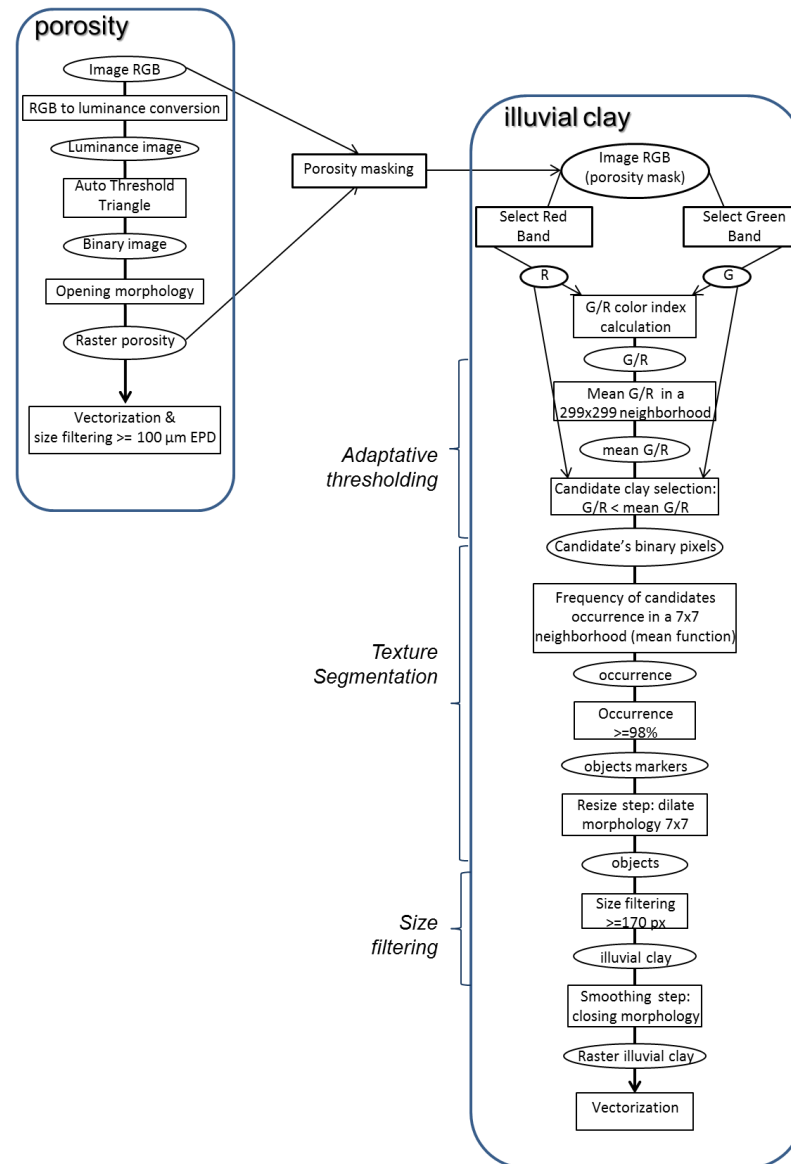 porosity
Image RGB
RGB to luminance conversion
Luminance image
Auto Threshold
Triangle
Binary image
Opening morphology
Raster porosity
Vectorization &
size filtering >= 100 µm EPD
Porosity masking
illuvial clay
Image RGB
(porosity mask)
Select Red
Band
Select Green
Band
R
G
G/R color index
calculation
G/R
Mean G/R in a
299x299 neighborhood
mean G/R
Candidate clay selection:
G/R < mean G/R
Adaptative
thresholding
Candidate's binary pixels
Frequency of candidates
occurrence in a 7x7
neighborhood (mean function)
occurrence
Occurrence
>=98%
objects markers
Resize step: dilate
morphology 7x7
objects
Texture
Segmentation
Size filtering
>=170 px
illuvial clay
Size
filtering
Smoothing step:
closing morphology
Raster illuvial clay
Vectorization